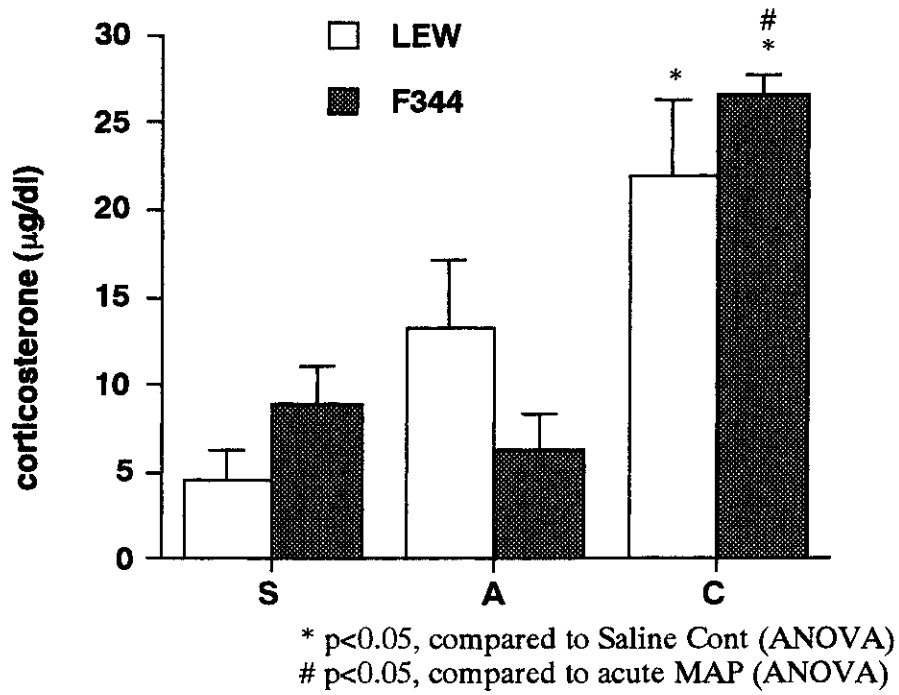 30
25
20
15
10
5
0
corticosterone (µg/dl)
LEW
F344
*
#
*
S
A
C
* p<0.05, compared to Saline Cont (ANOVA)
# p<0.05, compared to acute MAP (ANOVA)